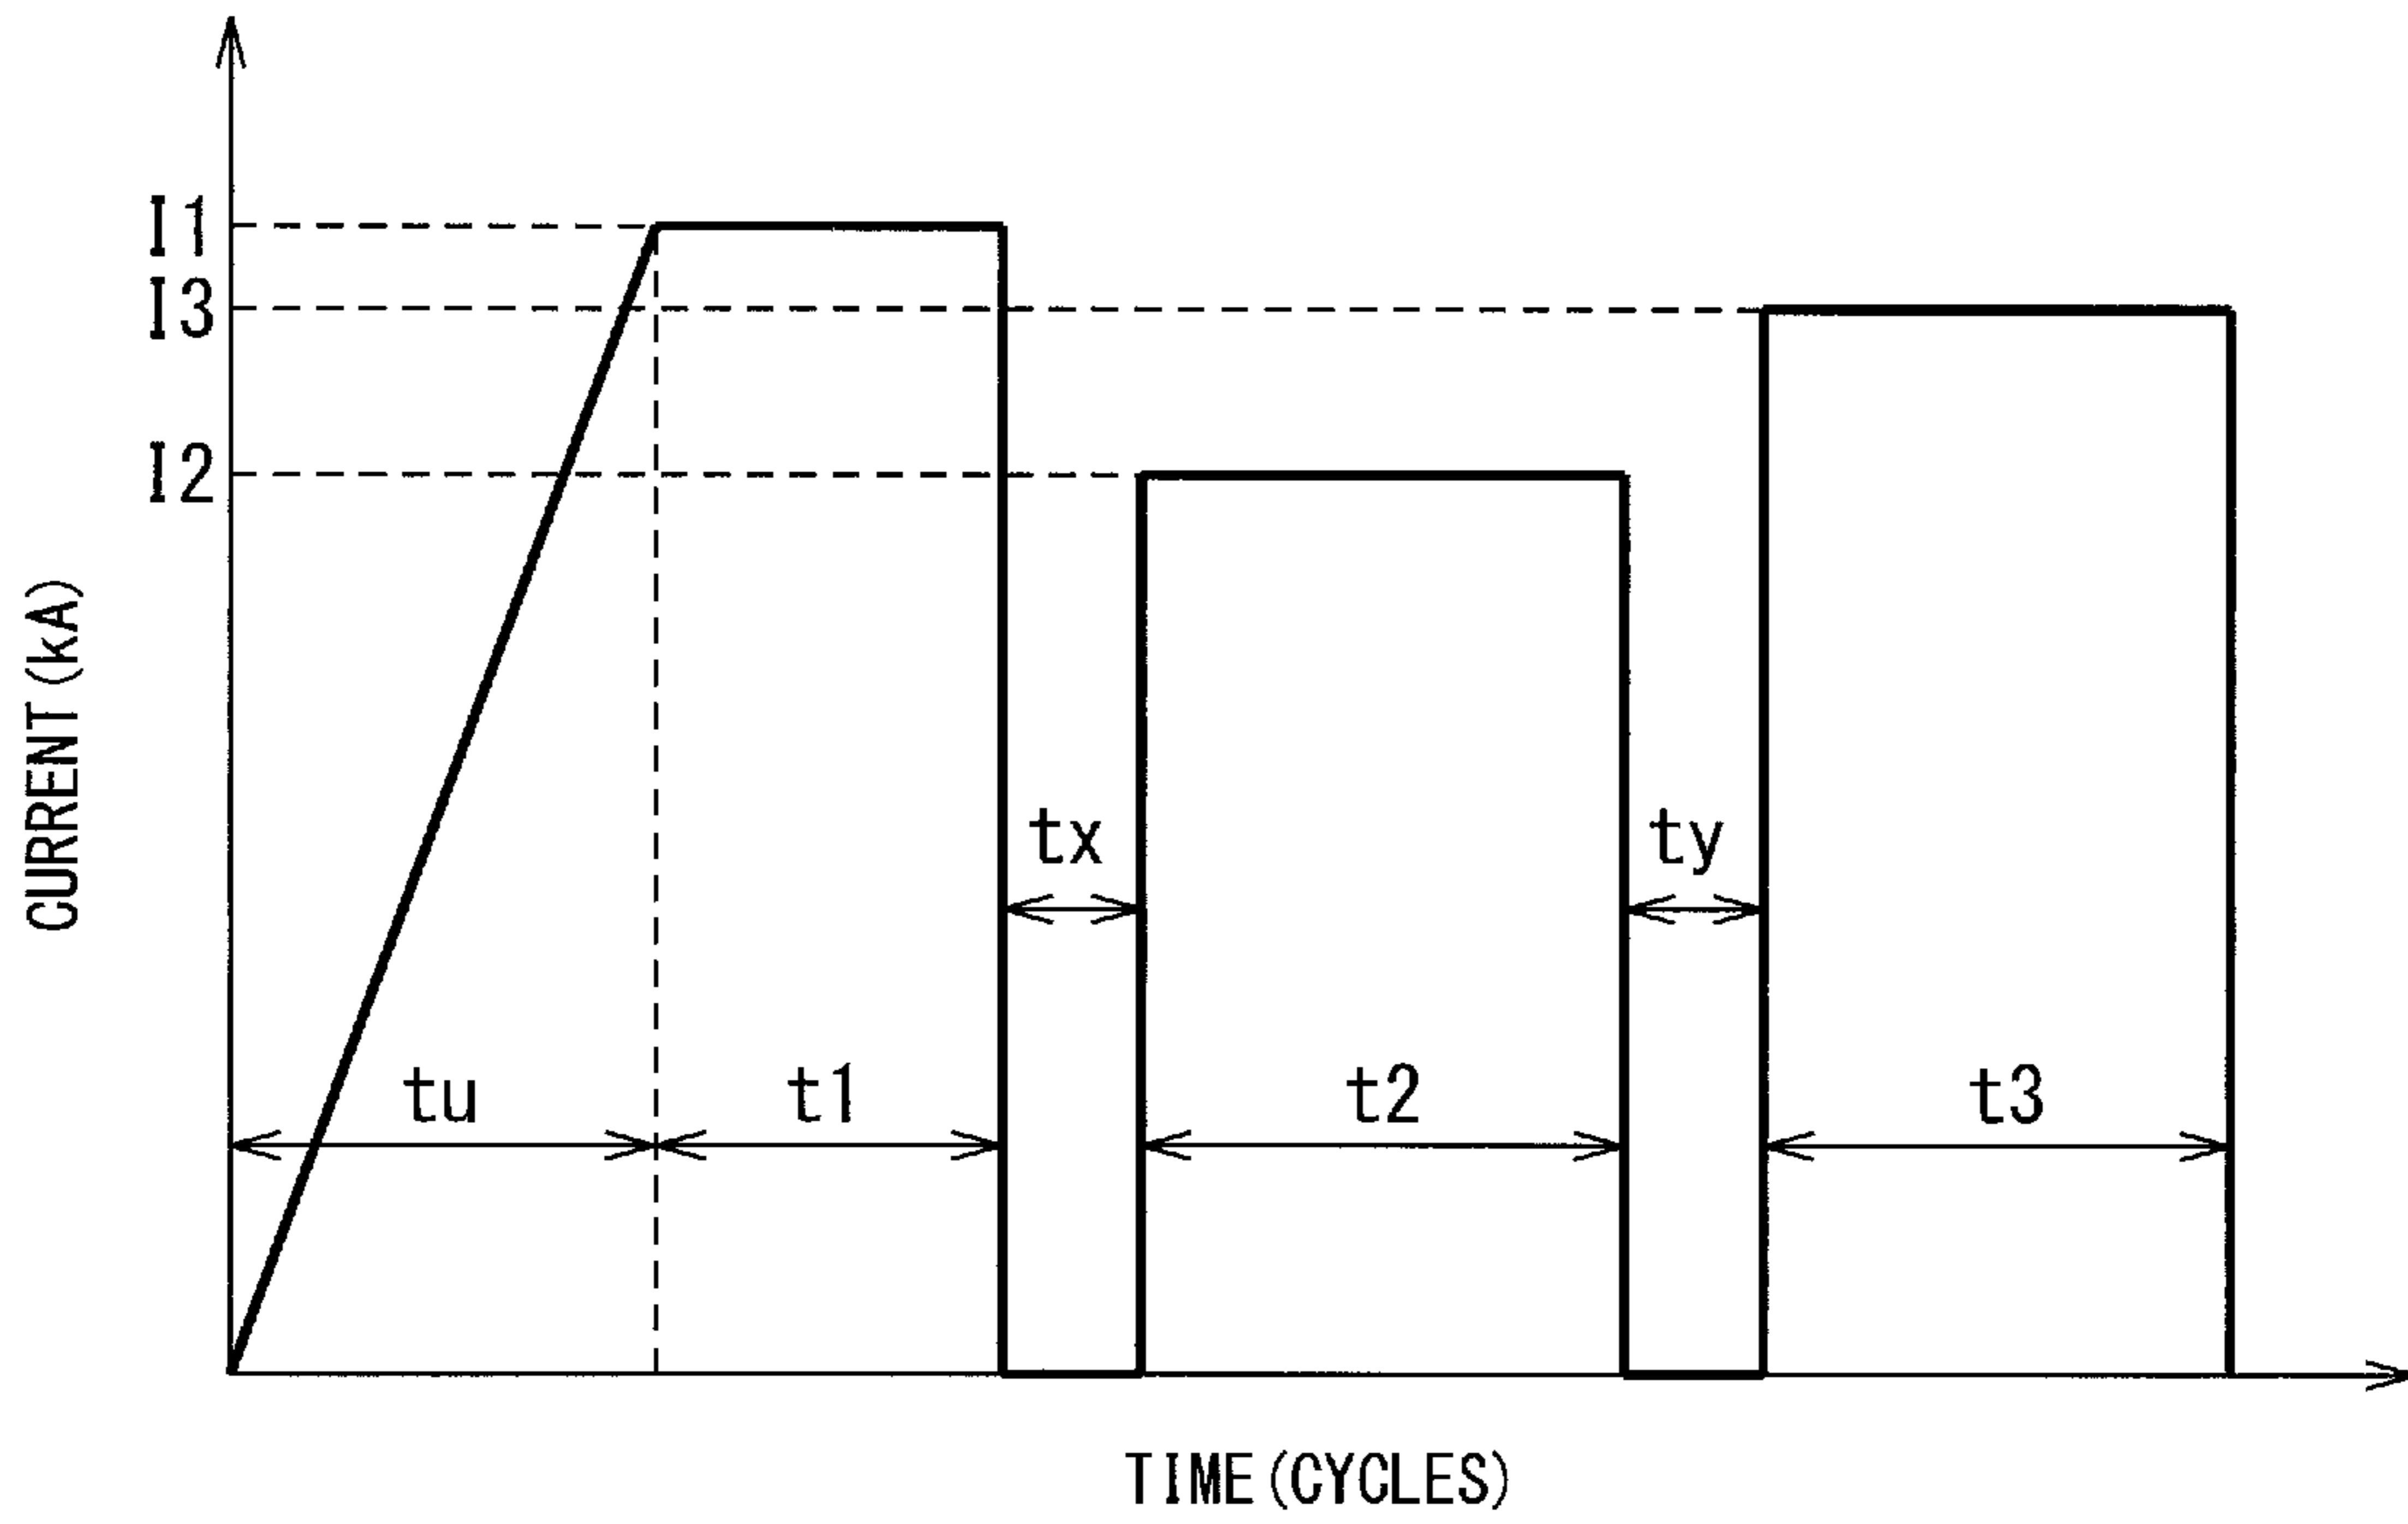 I1
I3
I2
CURRENT (kA)
tx
ty
tu
t1
t2
t3
TIME (CYCLES)